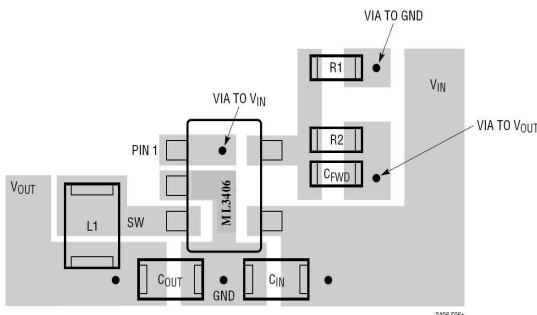 VIA TO GND
R1
VIN
VIA TO VIN
R2
VIA TO VOUT
PIN 1
CFWD
VOUT
ML3406
L1
SW
COUT
CIN
GND